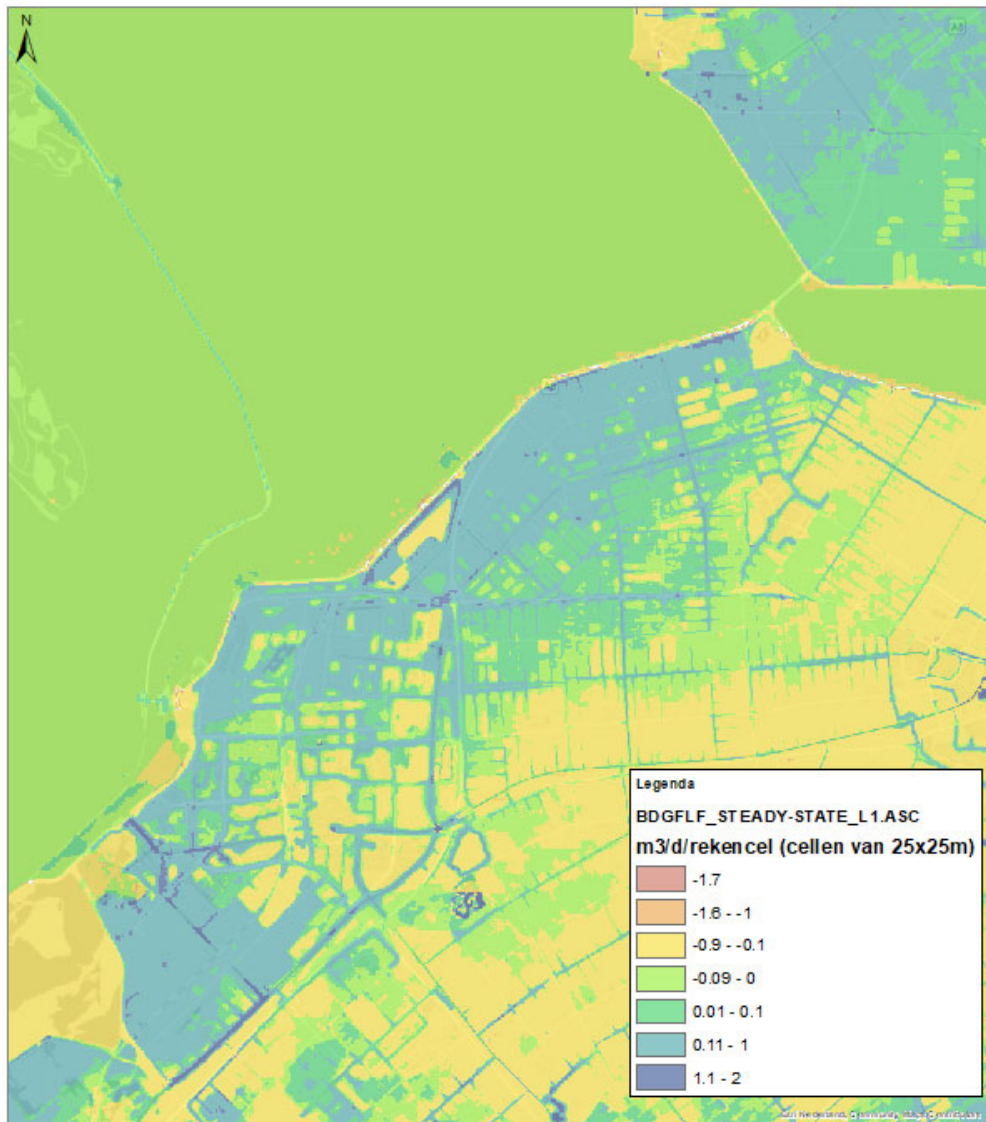 N
A6
Legenda
BDGFLF_STEADY-STATE_L1.ASC
m3/d/rekencel (cellen van 25x25m)
-1.7
-1.6 - -1
-0.9 - -0.1
-0.09 - 0
0.01 - 0.1
0.11 - 1
1.1 - 2